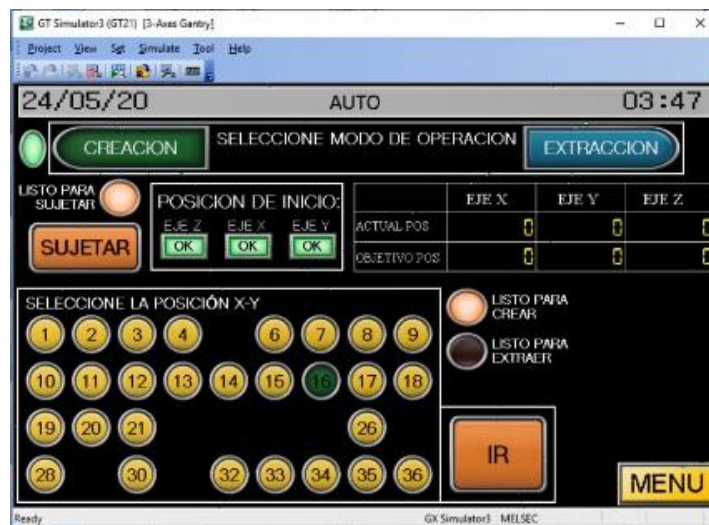 GT Simulator3 (GT21) [3-Axes Gantry]
Project View Sgt Simulate Tool Help
24/05/20 AUTO 03:47
CREACION SELECCIONE MODO DE OPERACION EXTRACCION
LISTO PARA SUJETAR
SUJETAR
POSICION DE INICIO:
EJE Z EJE X EJE Y
OK OK OK
EJE X EJE Y EJE Z
ACTUAL POS 0 0 0
OBJETIVO POS 0 0 0
SELECCIONE LA POSICIÓN X-Y
1 2 3 4 6 7 8 9
10 11 12 13 14 15 16 17 18
19 20 21 26
28 30 32 33 34 35 36
LISTO PARA
CREAR
LISTO PARA
EXTRAER
IR
MENU
Ready GX Simulator3 MELSEC